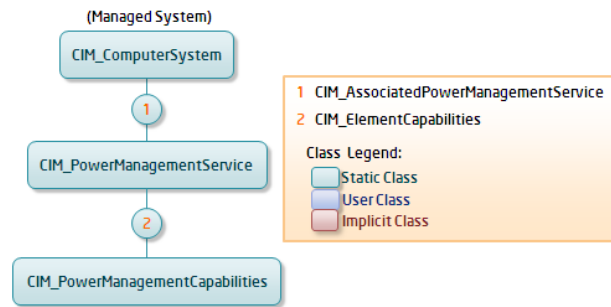 (Managed System)
CIM_ComputerSystem
1
CIM_PowerManagementService
2
CIM_PowerManagementCapabilities
1 CIM_AssociatedPowerManagementService
2 CIM_ElementCapabilities
Class Legend:
Static Class
User Class
Implicit Class